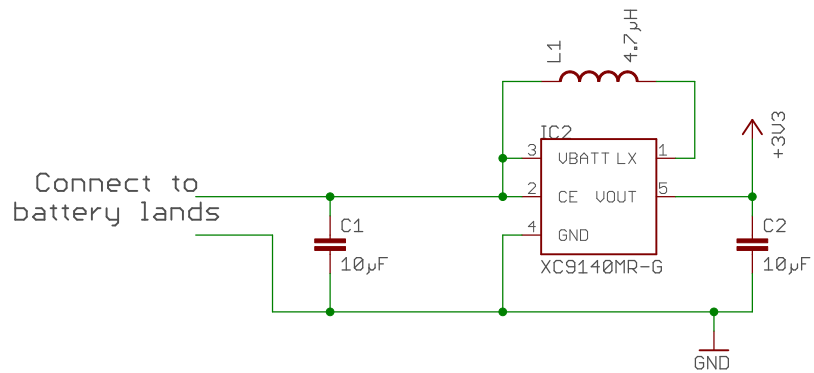 L1
4.7µH
IC2
+3V3
3 VBATT LX 1
Connect to
battery lands
2 CE VOUT 5
C1
10µF
4 GND
C2
10µF
XC9140MR-G
GND